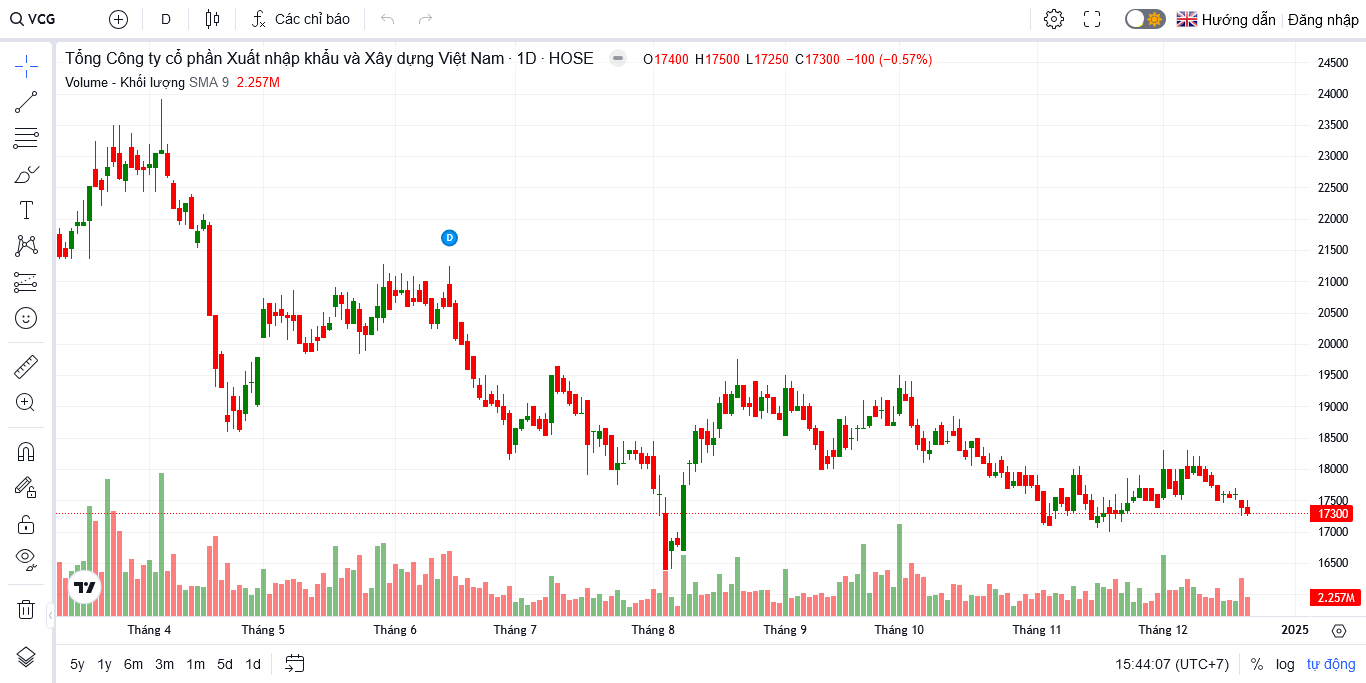 VCG D Các chỉ báo Hướng dẫn Đăng nhập
Tổng Công ty cổ phần Xuất nhập khẩu và Xây dựng Việt Nam · 1D · HOSE O17400 H17500 L17250 C17300 −100 (−0.57%)
Volume - Khối lượng SMA 9 2.257M
D
24500
24000
23500
23000
22500
22000
21500
21000
20500
20000
19500
19000
18500
18000
17500
17300
17000
16500
2.257M
Tháng 4 Tháng 5 Tháng 6 Tháng 7 Tháng 8 Tháng 9 Tháng 10 Tháng 11 Tháng 12 2025
5y 1y 6m 3m 1m 5d 1d 15:44:07 (UTC+7) % log tự động